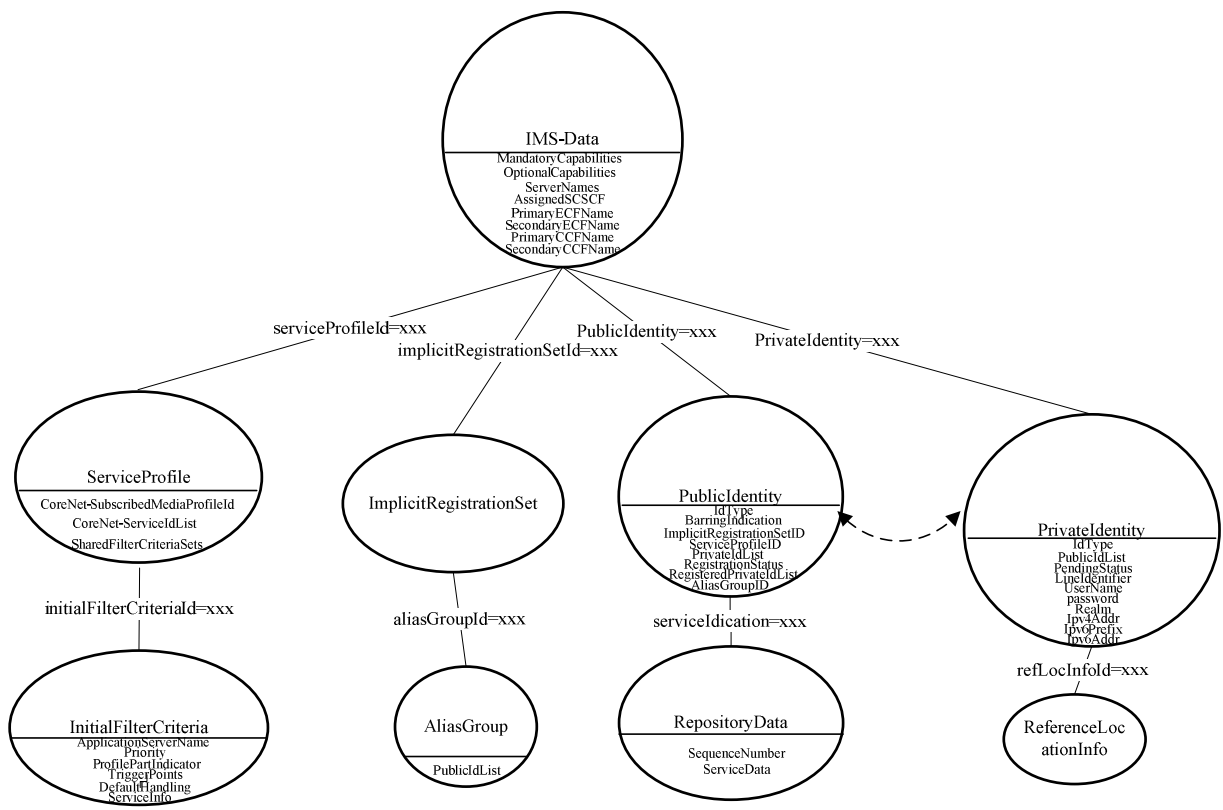 IMS-Data
MandatoryCapabilities
OptionalCapabilities
ServerNames
AssignedSCSCF
PrimaryECFName
SecondaryECFName
PrimaryCCFName
SecondaryCCFName
serviceProfileId=xxx
implicitRegistrationSetId=xxx
PublicIdentity=xxx
PrivateIdentity=xxx
ServiceProfile
CoreNet-SubscribedMediaProfileId
CoreNet-ServiceIdList
SharedFilterCriteriaSets
ImplicitRegistrationSet
PublicIdentity
IdType
BarringIndication
ImplicitRegistrationSetID
ServiceProfileID
PrivateIdList
RegistrationStatus
RegisteredPrivateIdList
AliasGroupID
PrivateIdentity
IdType
PublicIdList
PendingStatus
LineIdentifier
UserName
password
Realm
Ipv4Addr
Ipv6Prefix
Ipv6Addr
initialFilterCriteriaId=xxx
aliasGroupId=xxx
serviceIdication=xxx
refLocInfoId=xxx
InitialFilterCriteria
ApplicationServerName
Priority
ProfilePartIndicator
TriggerPoints
DefaultHandling
ServiceInfo
AliasGroup
PublicIdList
RepositoryData
SequenceNumber
ServiceData
ReferenceLoc
ationInfo